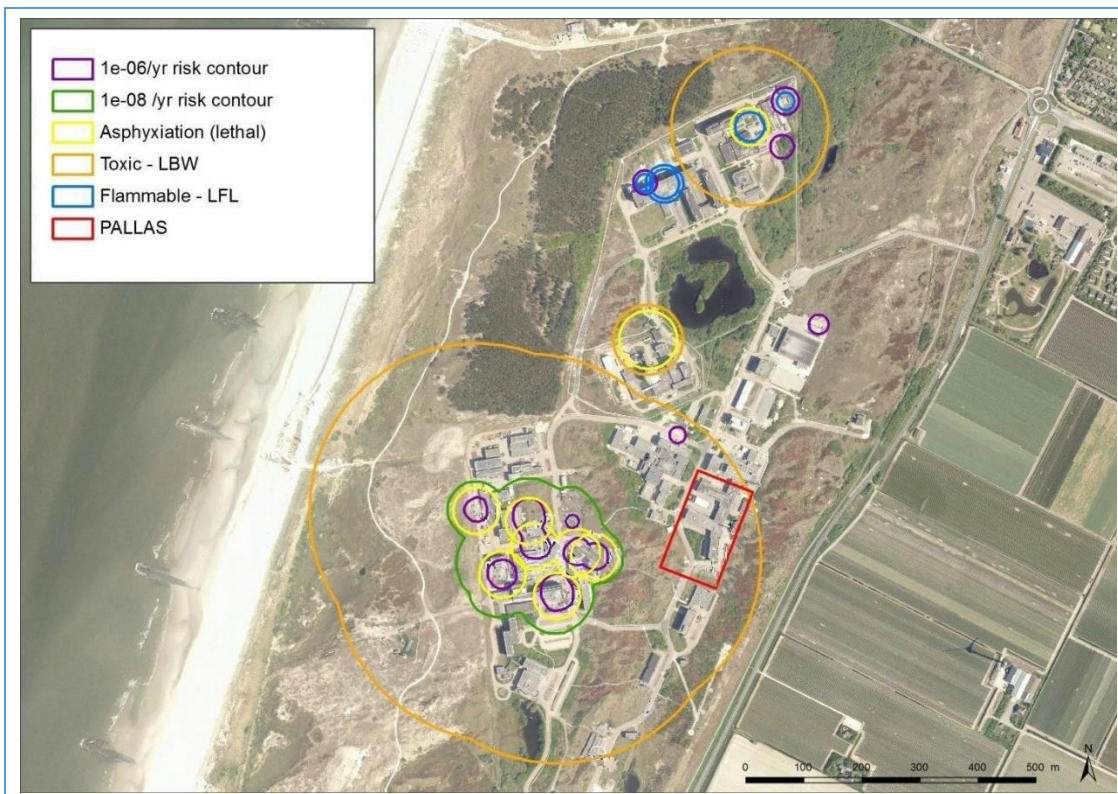 1e-06/yr risk contour
1e-08 /yr risk contour
Asphyxiation (lethal)
Toxic - LBW
Flammable - LFL
PALLAS
N
0 100 200 300 400 500 m